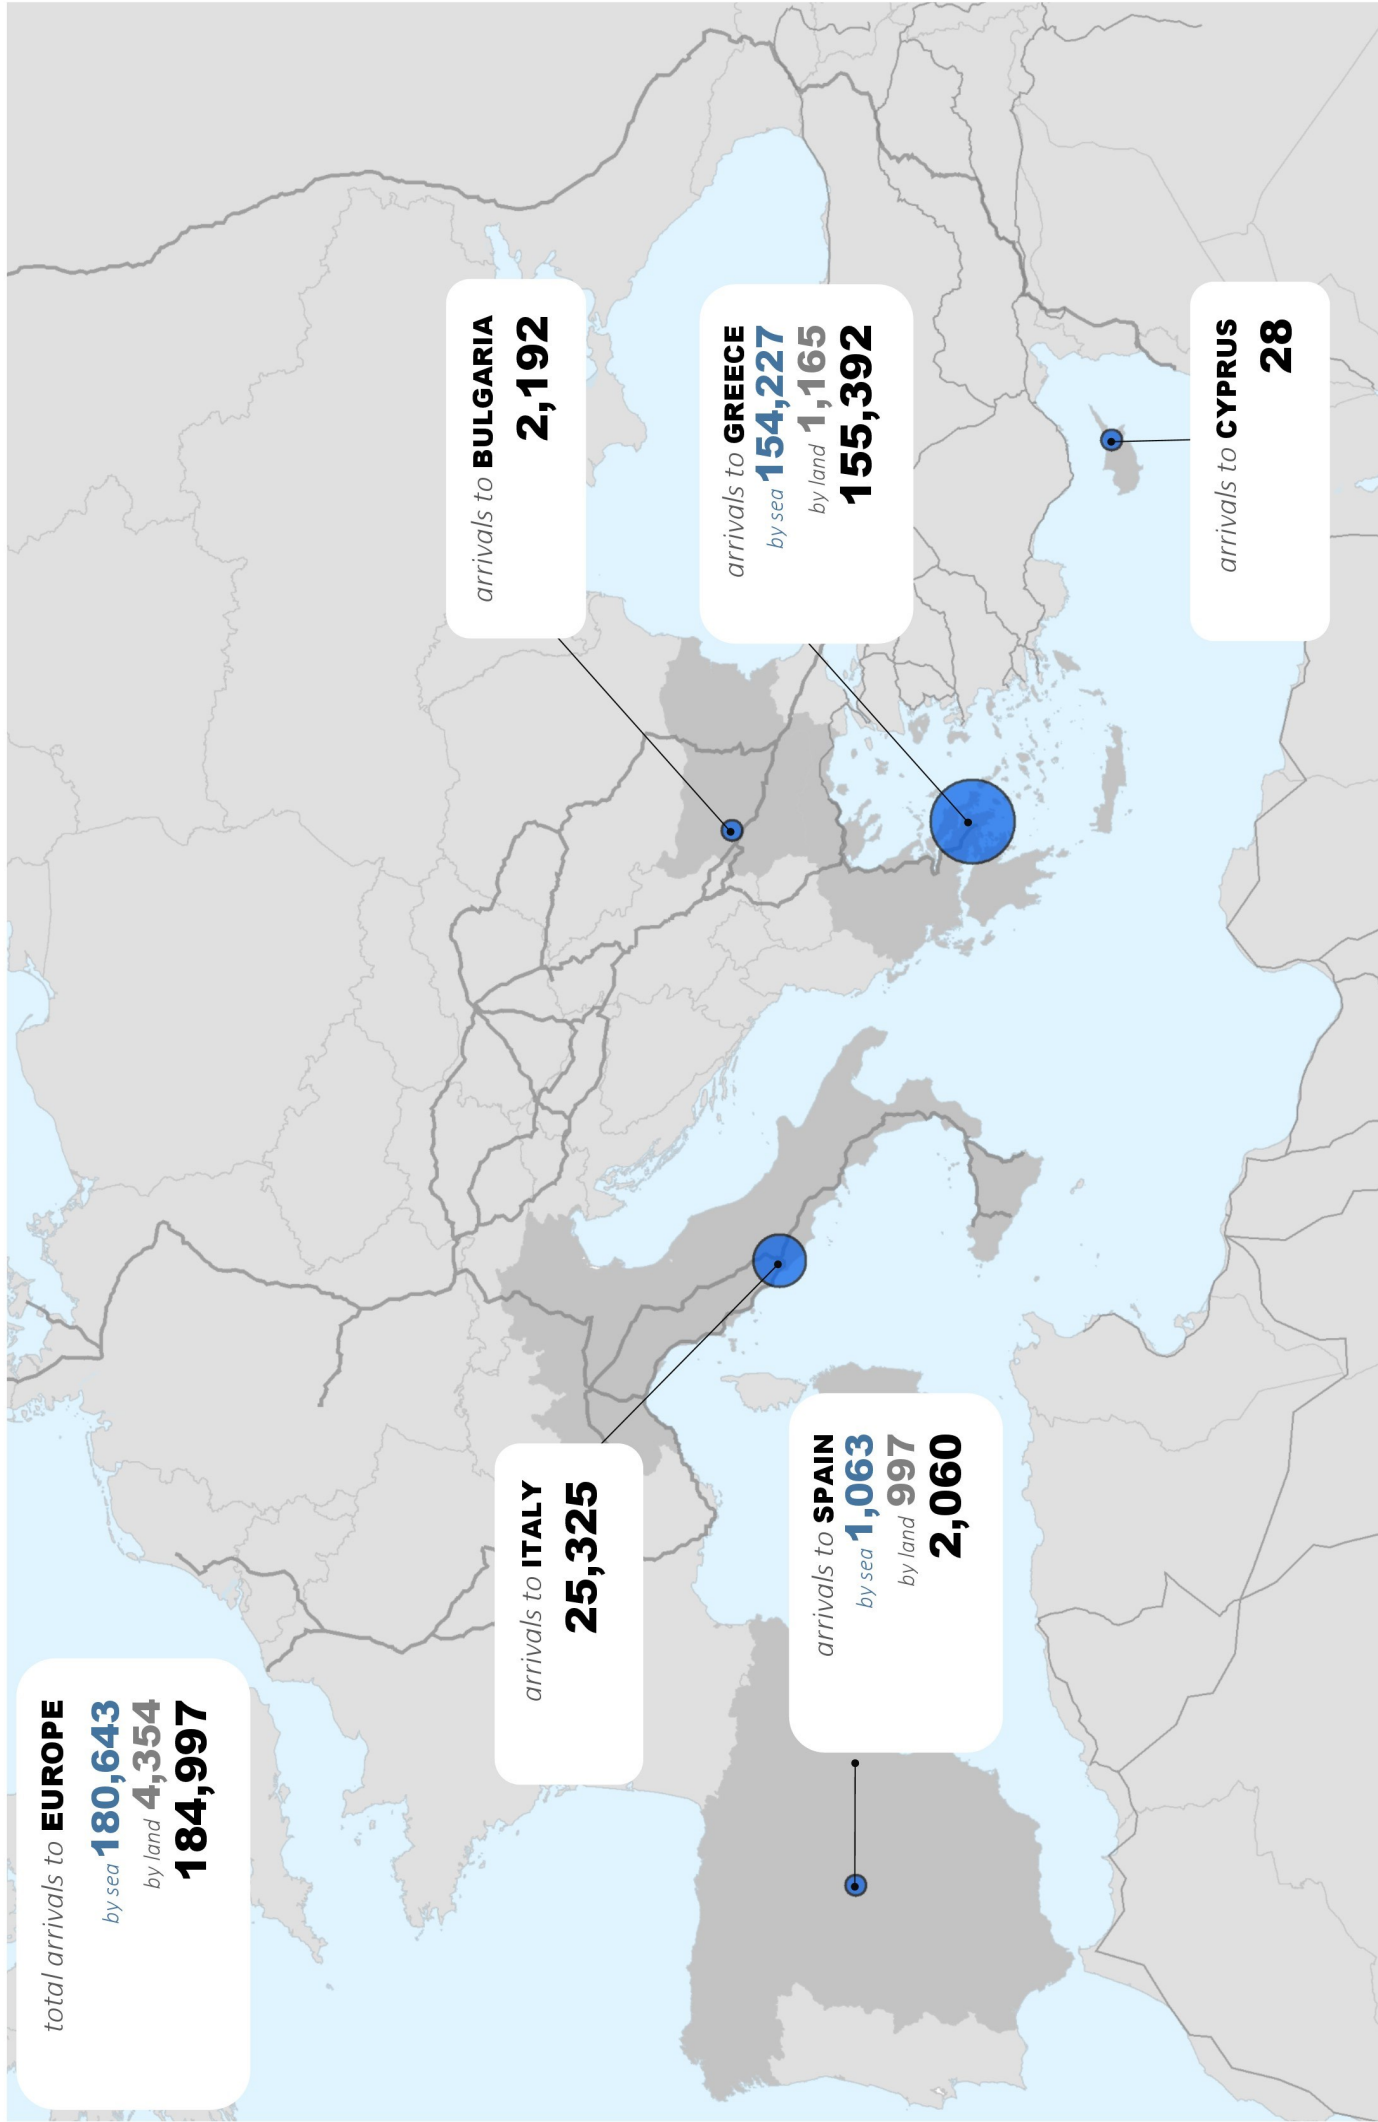 total arrivals to EUROPE
by sea 180,643
by land 4,354
184,997
arrivals to BULGARIA
2,192
arrivals to ITALY
25,325
arrivals to GREECE
by sea 154,227
by land 1,165
155,392
arrivals to SPAIN
by sea 1,063
by land 997
2,060
arrivals to CYPRUS
28